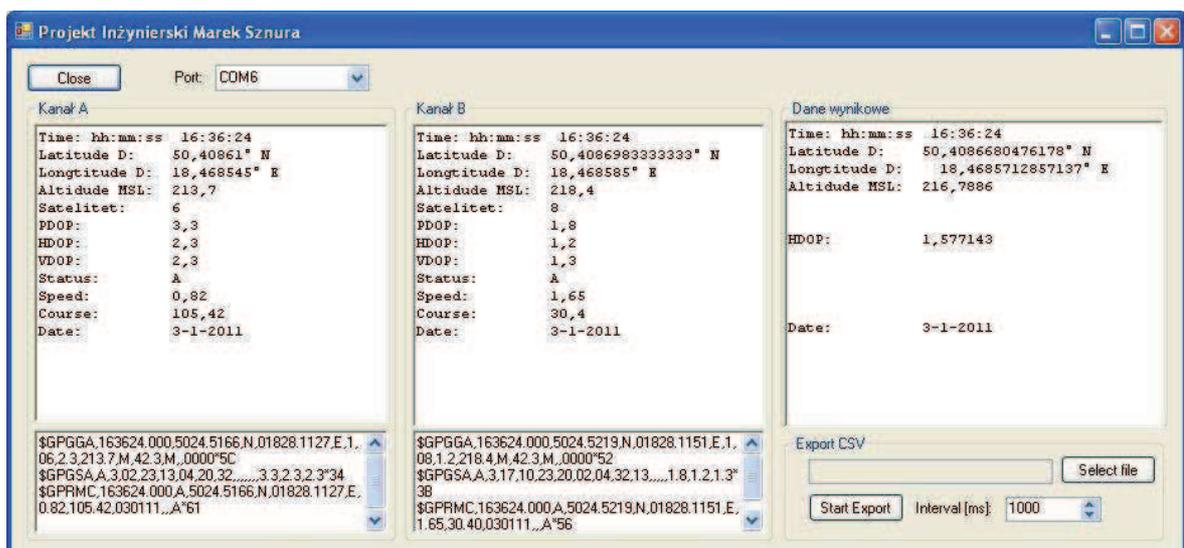 Projekt Inżynierski Marek Sznura
Close
Port: COM6
Kanał A
Time: hh:mm:ss 16:36:24
Latitude D: 50,40861° N
Longtitude D: 18,468545° E
Altidude MSL: 213,7
Satelitet: 6
PDOP: 3,3
HDOP: 2,3
VDOP: 2,3
Status: A
Speed: 0,82
Course: 105,42
Date: 3-1-2011
$GPGGA,163624.000,5024.5166,N,01828.1127,E,1,
06,2.3,213.7,M,42.3,M,,0000*5C
$GPGSA,A,3,02,23,13,04,20,32,,,,,,,3.3,2.3,2.3*34
$GPRMC,163624.000,A,5024.5166,N,01828.1127,E,
0.82,105.42,030111,,,A*61
Kanał B
Time: hh:mm:ss 16:36:24
Latitude D: 50,4086983333333° N
Longtitude D: 18,468585° E
Altidude MSL: 218,4
Satelitet: 8
PDOP: 1,8
HDOP: 1,2
VDOP: 1,3
Status: A
Speed: 1,65
Course: 30,4
Date: 3-1-2011
$GPGGA,163624.000,5024.5219,N,01828.1151,E,1,
08,1.2,218.4,M,42.3,M,,0000*52
$GPGSA,A,3,17,10,23,20,02,04,32,13,,,,,1.8,1.2,1.3*
3B
$GPRMC,163624.000,A,5024.5219,N,01828.1151,E,
1.65,30.40,030111,,,A*56
Dane wynikowe
Time: hh:mm:ss 16:36:24
Latitude D: 50,4086680476178° N
Longtitude D: 18,4685712857137° E
Altidude MSL: 216,7886
HDOP: 1,577143
Date: 3-1-2011
Export CSV
Select file
Start Export
Interval [ms]: 1000